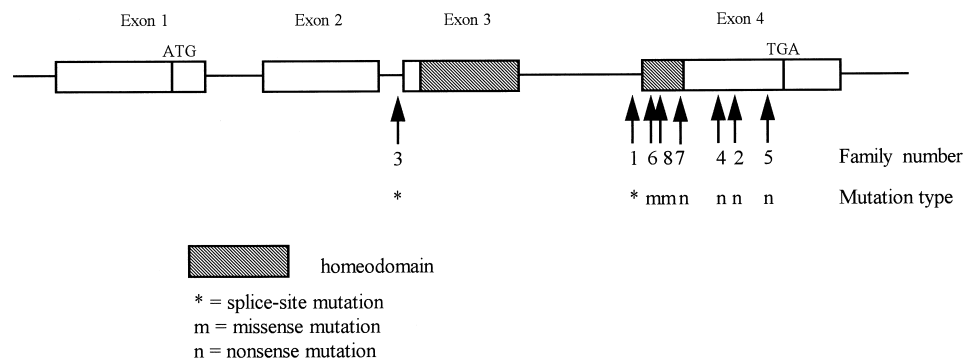 Exon 1 Exon 2 Exon 3 Exon 4
ATG TGA
3 1 6 8 7 4 2 5 Family number
* * m m n n n n Mutation type
homeodomain
* = splice-site mutation
m = missense mutation
n = nonsense mutation